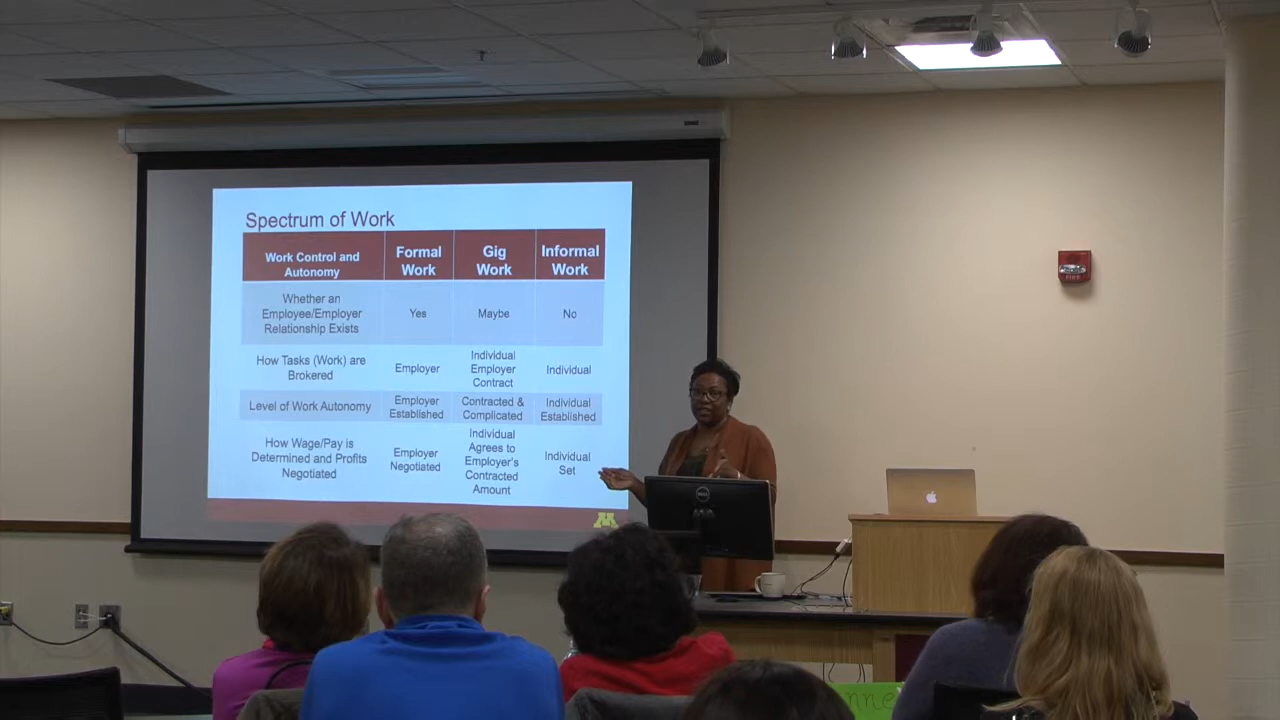 Spectrum of Work
Work Control and
Autonomy
Formal
Work
Gig
Work
Informal
Work
Whether an
Employee/Employer
Relationship Exists
Yes
Maybe
No
How Tasks (Work) are
Brokered
Employer
Individual
Employer
Contract
Individual
Level of Work Autonomy
Employer
Established
Contracted &
Complicated
Individual
Established
How Wage/Pay is
Determined and Profits
Negotiated
Employer
Negotiated
Individual
Agrees to
Employer's
Contracted
Amount
Individual
Set
M
FIRE
DELL